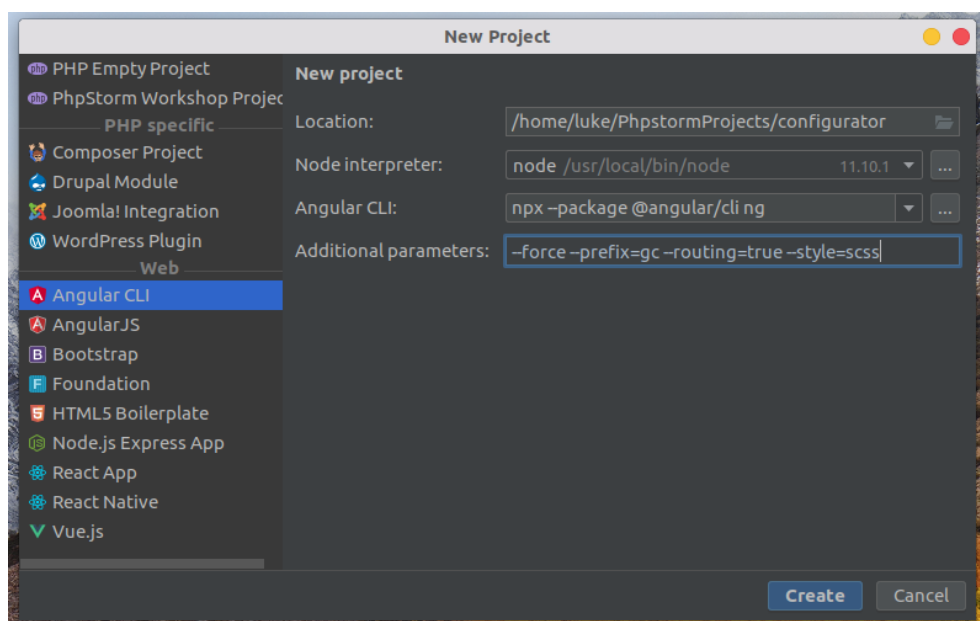 New Project
PHP Empty Project
PhpStorm Workshop Projec
PHP specific
Composer Project
Drupal Module
Joomla! Integration
WordPress Plugin
Web
Angular CLI
AngularJS
Bootstrap
Foundation
HTML5 Boilerplate
Node.js Express App
React App
React Native
Vue.js
New project
Location: /home/luke/PhpstormProjects/configurator
Node interpreter: node /usr/local/bin/node 11.10.1 ...
Angular CLI: npx --package @angular/cli ng ...
Additional parameters: --force --prefix=gc --routing=true --style=scss
Create Cancel